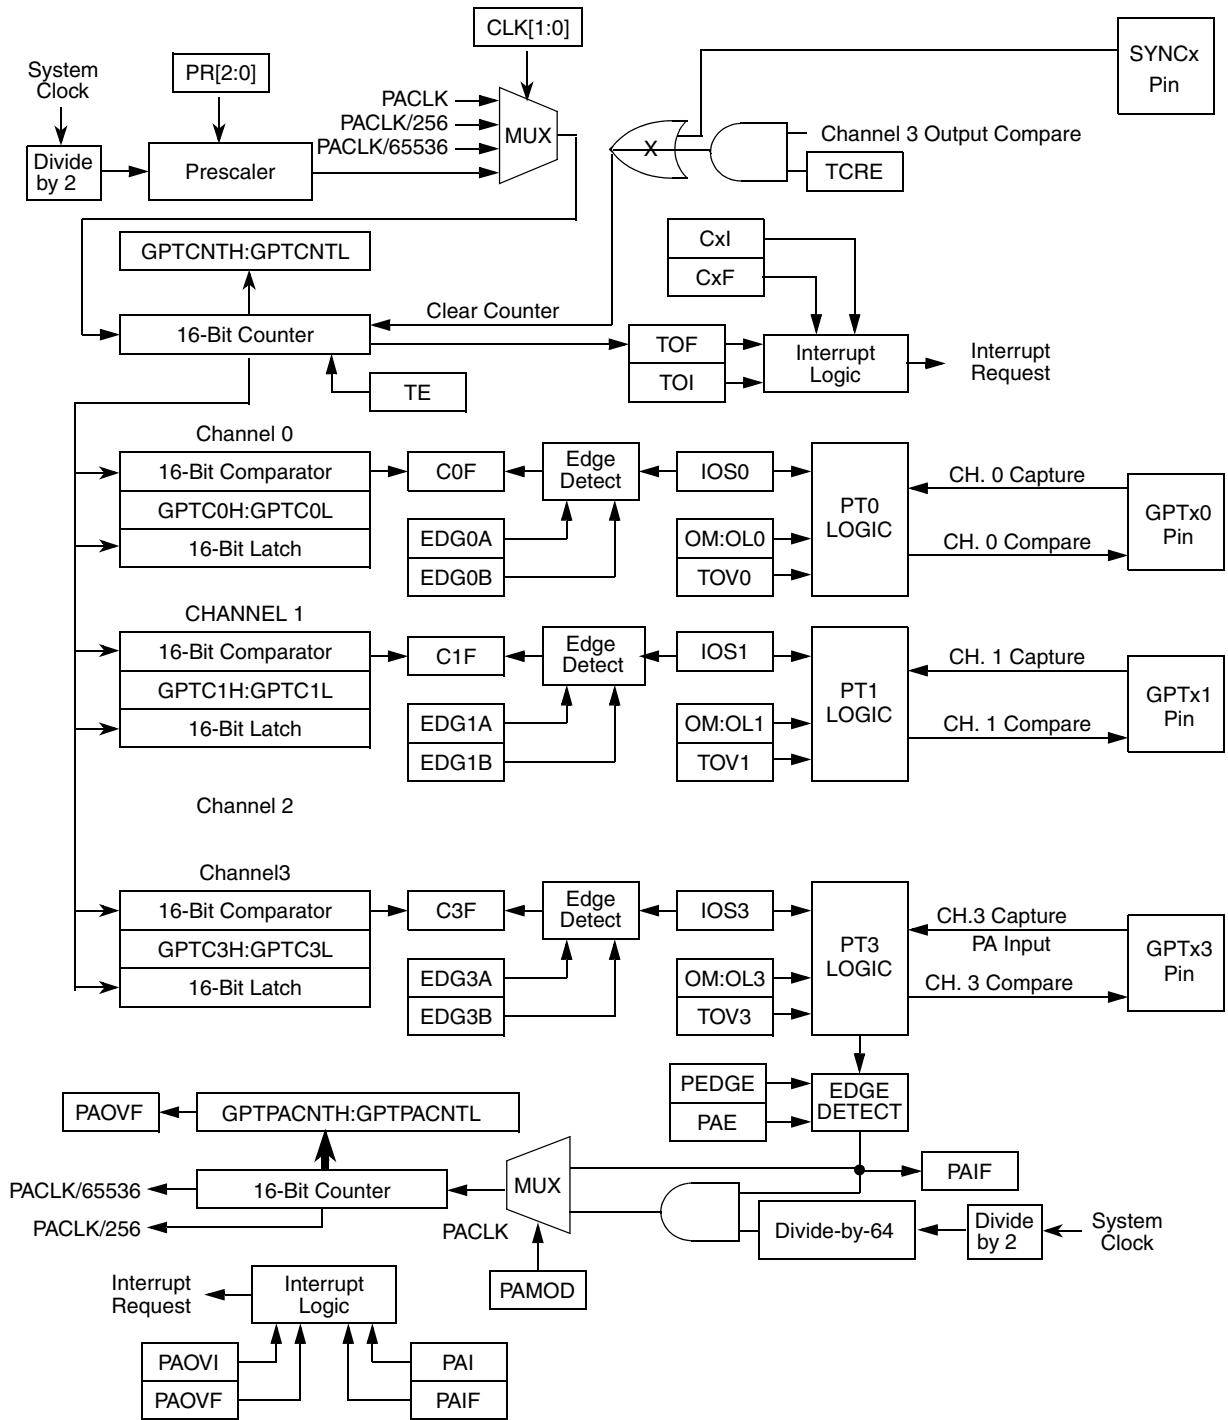 CLK[1:0]
SYNCx
Pin
System
Clock
PR[2:0]
PACLK
PACLK/256
PACLK/65536
MUX
X
Channel 3 Output Compare
TCRE
Divide
by 2
Prescaler
GPTCNTH:GPTCNTL
CxI
CxF
Clear Counter
16-Bit Counter
TOF
TOI
Interrupt
Logic
Interrupt
Request
TE
Channel 0
16-Bit Comparator
GPTC0H:GPTC0L
16-Bit Latch
C0F
Edge
Detect
IOS0
EDG0A
EDG0B
OM:OL0
TOV0
PT0
LOGIC
CH. 0 Capture
CH. 0 Compare
GPTx0
Pin
CHANNEL 1
16-Bit Comparator
GPTC1H:GPTC1L
16-Bit Latch
C1F
Edge
Detect
IOS1
EDG1A
EDG1B
OM:OL1
TOV1
PT1
LOGIC
CH. 1 Capture
CH. 1 Compare
GPTx1
Pin
Channel 2
Channel3
16-Bit Comparator
GPTC3H:GPTC3L
16-Bit Latch
C3F
Edge
Detect
IOS3
EDG3A
EDG3B
OM:OL3
TOV3
PT3
LOGIC
CH.3 Capture
PA Input
CH. 3 Compare
GPTx3
Pin
PEDGE
PAE
EDGE
DETECT
PAOVF
GPTPACNTH:GPTPACNTL
PACLK/65536
PACLK/256
16-Bit Counter
PACLK
MUX
PAIF
Divide-by-64
Divide
by 2
System
Clock
PAMOD
Interrupt
Request
Interrupt
Logic
PAOVI
PAOVF
PAI
PAIF